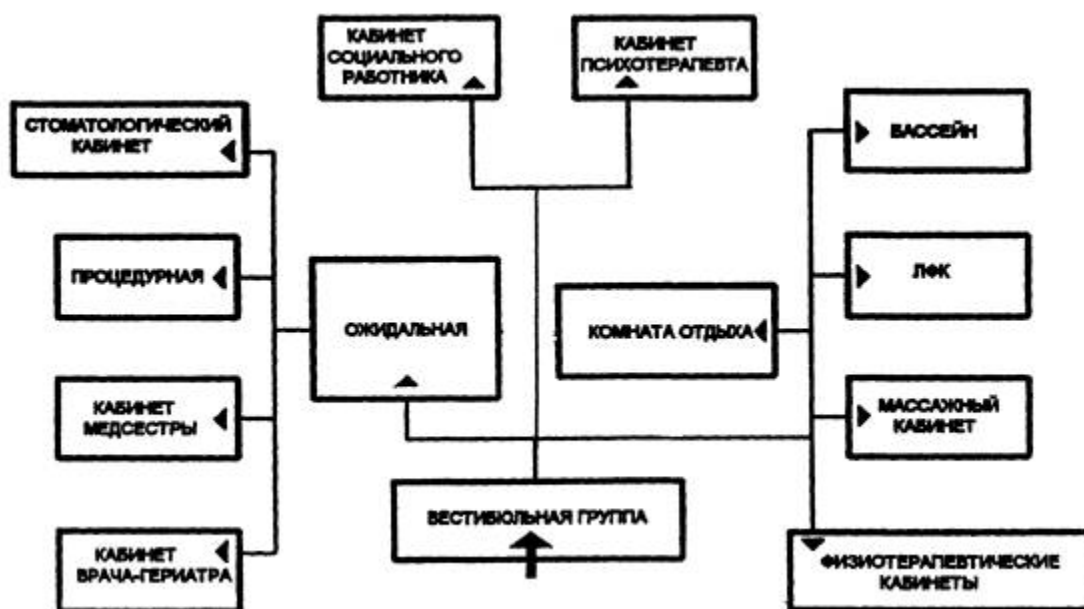 КАБИНЕТ
СОЦИАЛЬНОГО
РАБОТНИКА
КАБИНЕТ
ПСИХОТЕРАПЕВТА
СТОМАТОЛОГИЧЕСКИЙ
КАБИНЕТ
БАССЕЙН
ПРОЦЕДУРНАЯ
ЛФК
ОЖИДАЛЬНАЯ
КОМНАТА ОТДЫХА
КАБИНЕТ
МЕДСЕСТРЫ
МАССАЖНЫЙ
КАБИНЕТ
ВЕСТИБЮЛЬНАЯ ГРУППА
КАБИНЕТ
ВРАЧА-ГЕРИАТРА
ФИЗИОТЕРАПЕВТИЧЕСКИЕ
КАБИНЕТЫ